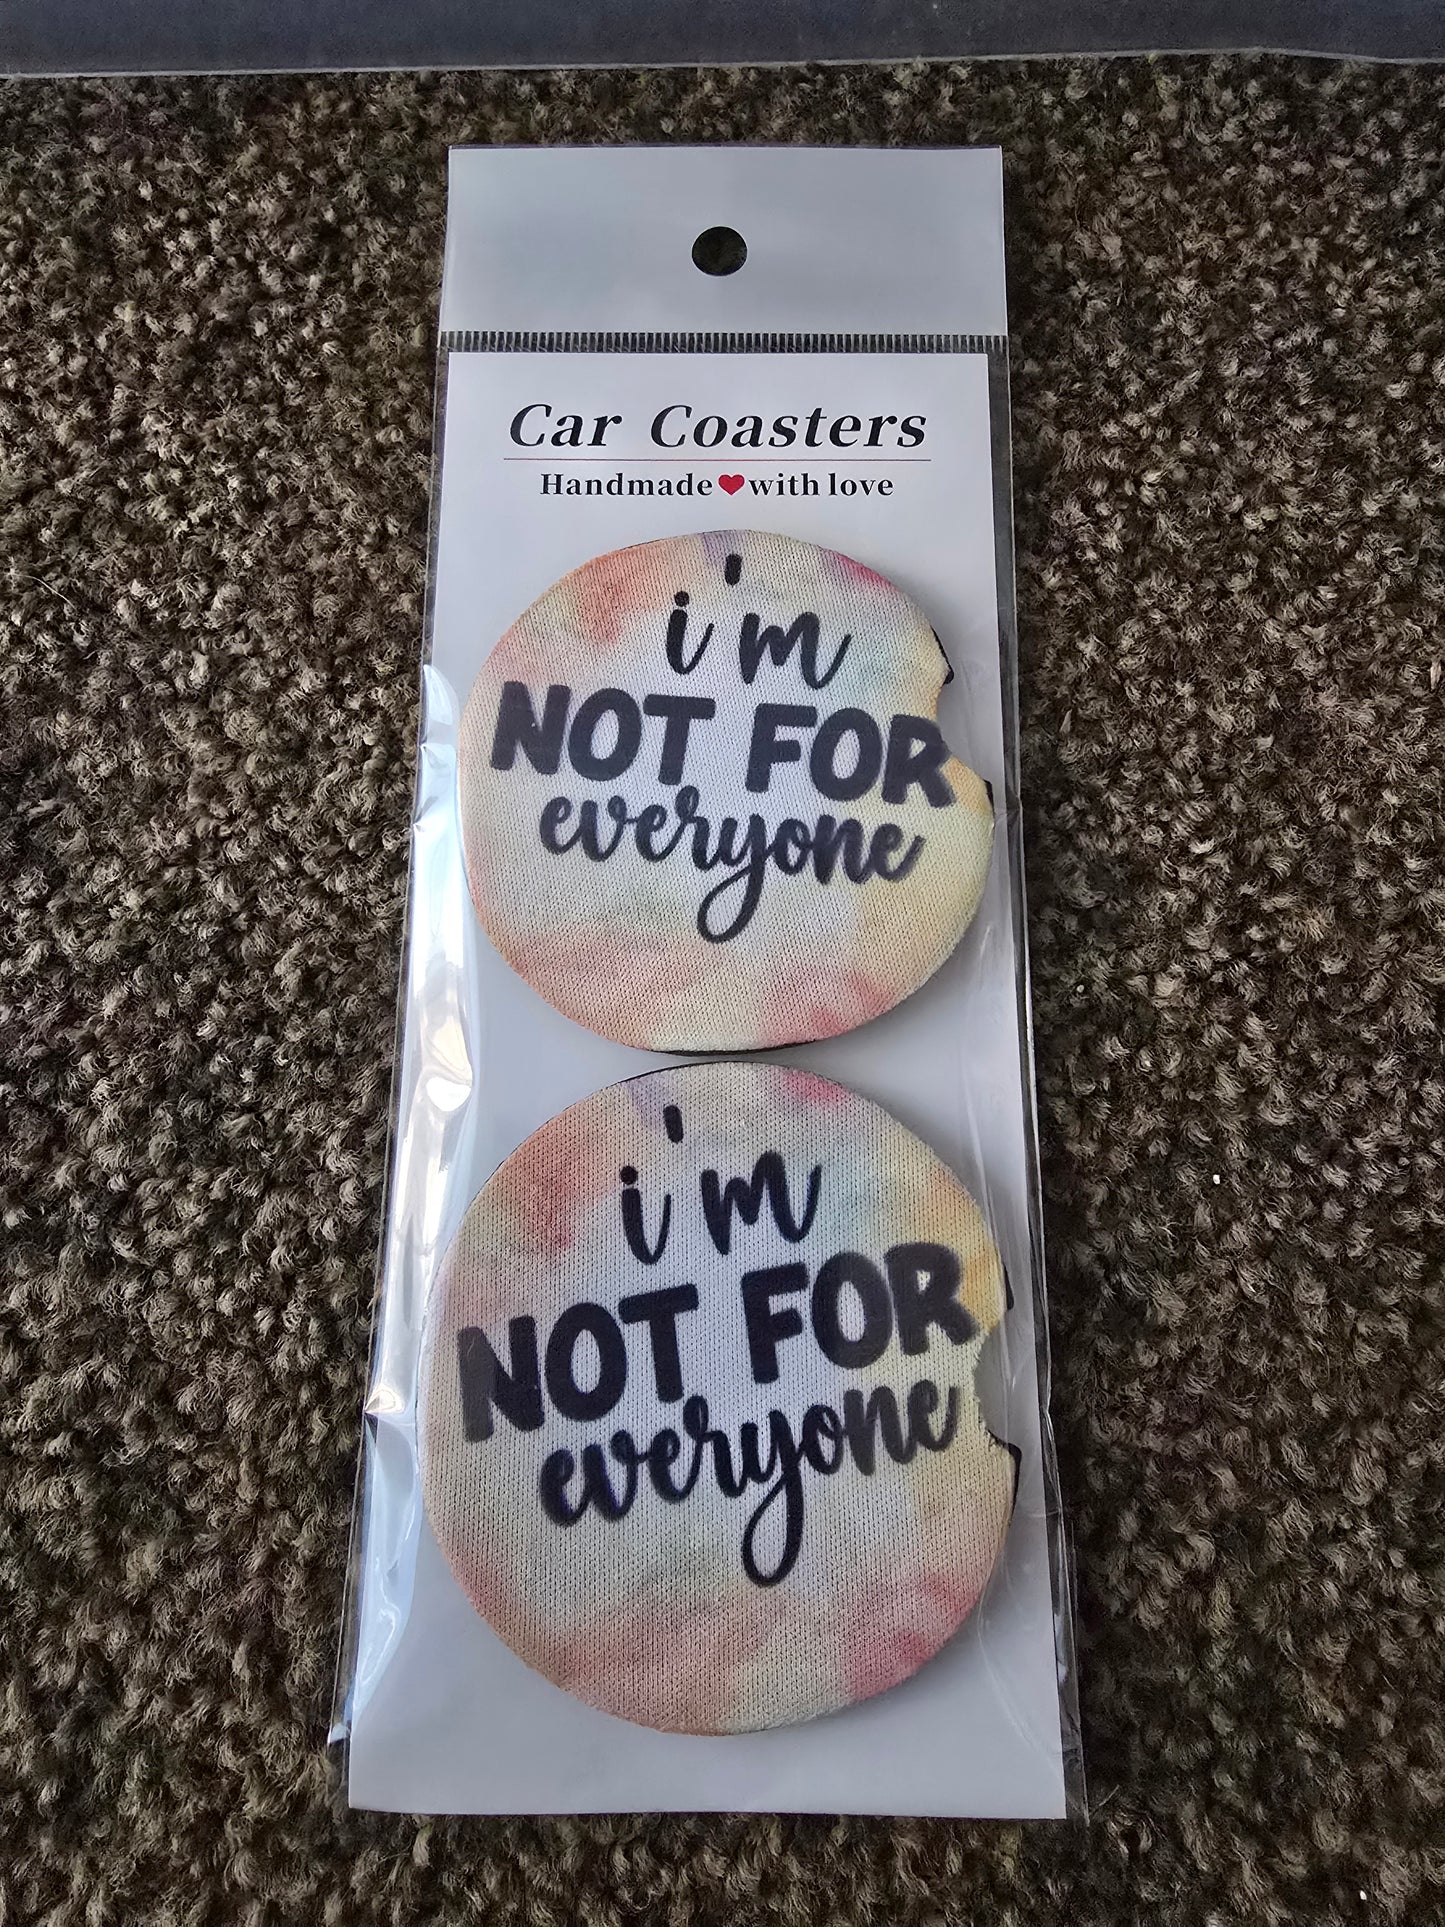 Car Coasters
Handmade❤with love
i'm
NOT FOR
everyone
i'm
NOT FOR
everyone